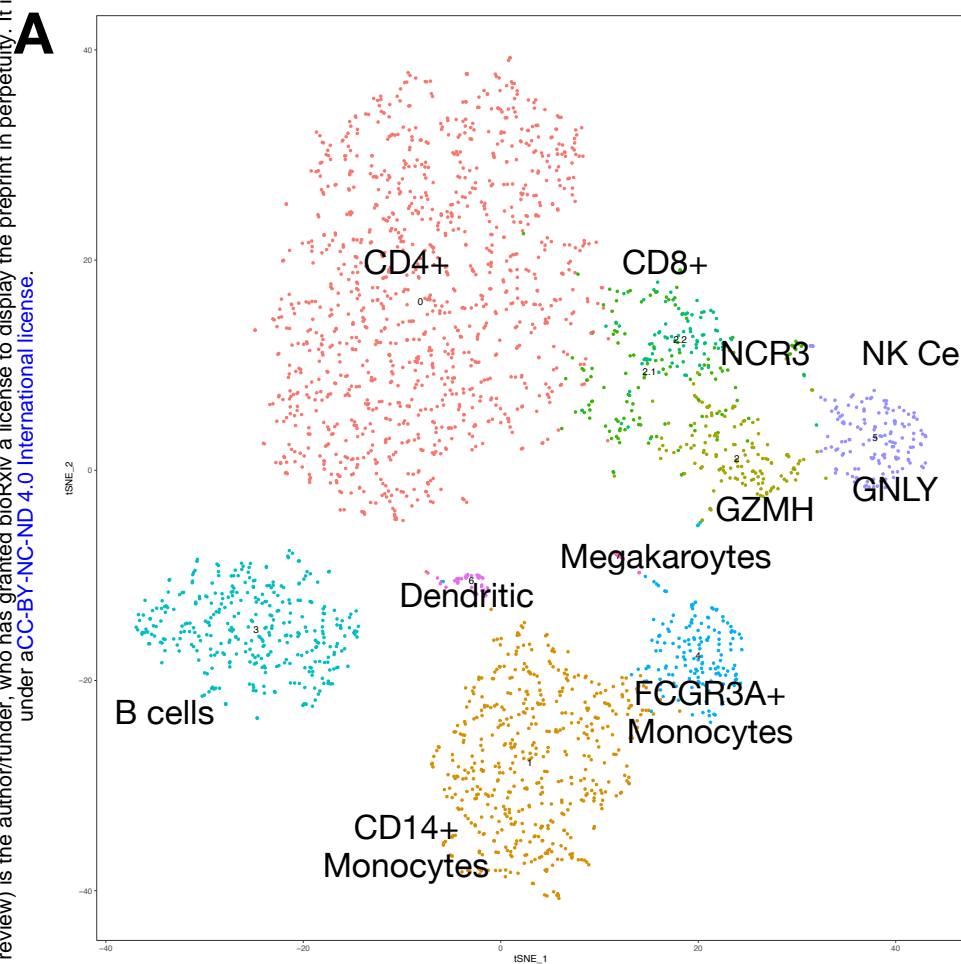 A
review) is the author/funder, who has granted bioRxiv a license to display the preprint in perpetuity. It
under aCC-BY-NC-ND 4.0 International license.
40
20
0
−20
−40
tSNE_2
CD4+
0
CD8+
2.2
2.1
NCR3
NK Ce
5
2
GNLY
GZMH
Megakaroytes
6
Dendritic
3
B cells
4
FCGR3A+
Monocytes
1
CD14+
Monocytes
−40
−20
0
20
40
tSNE_1